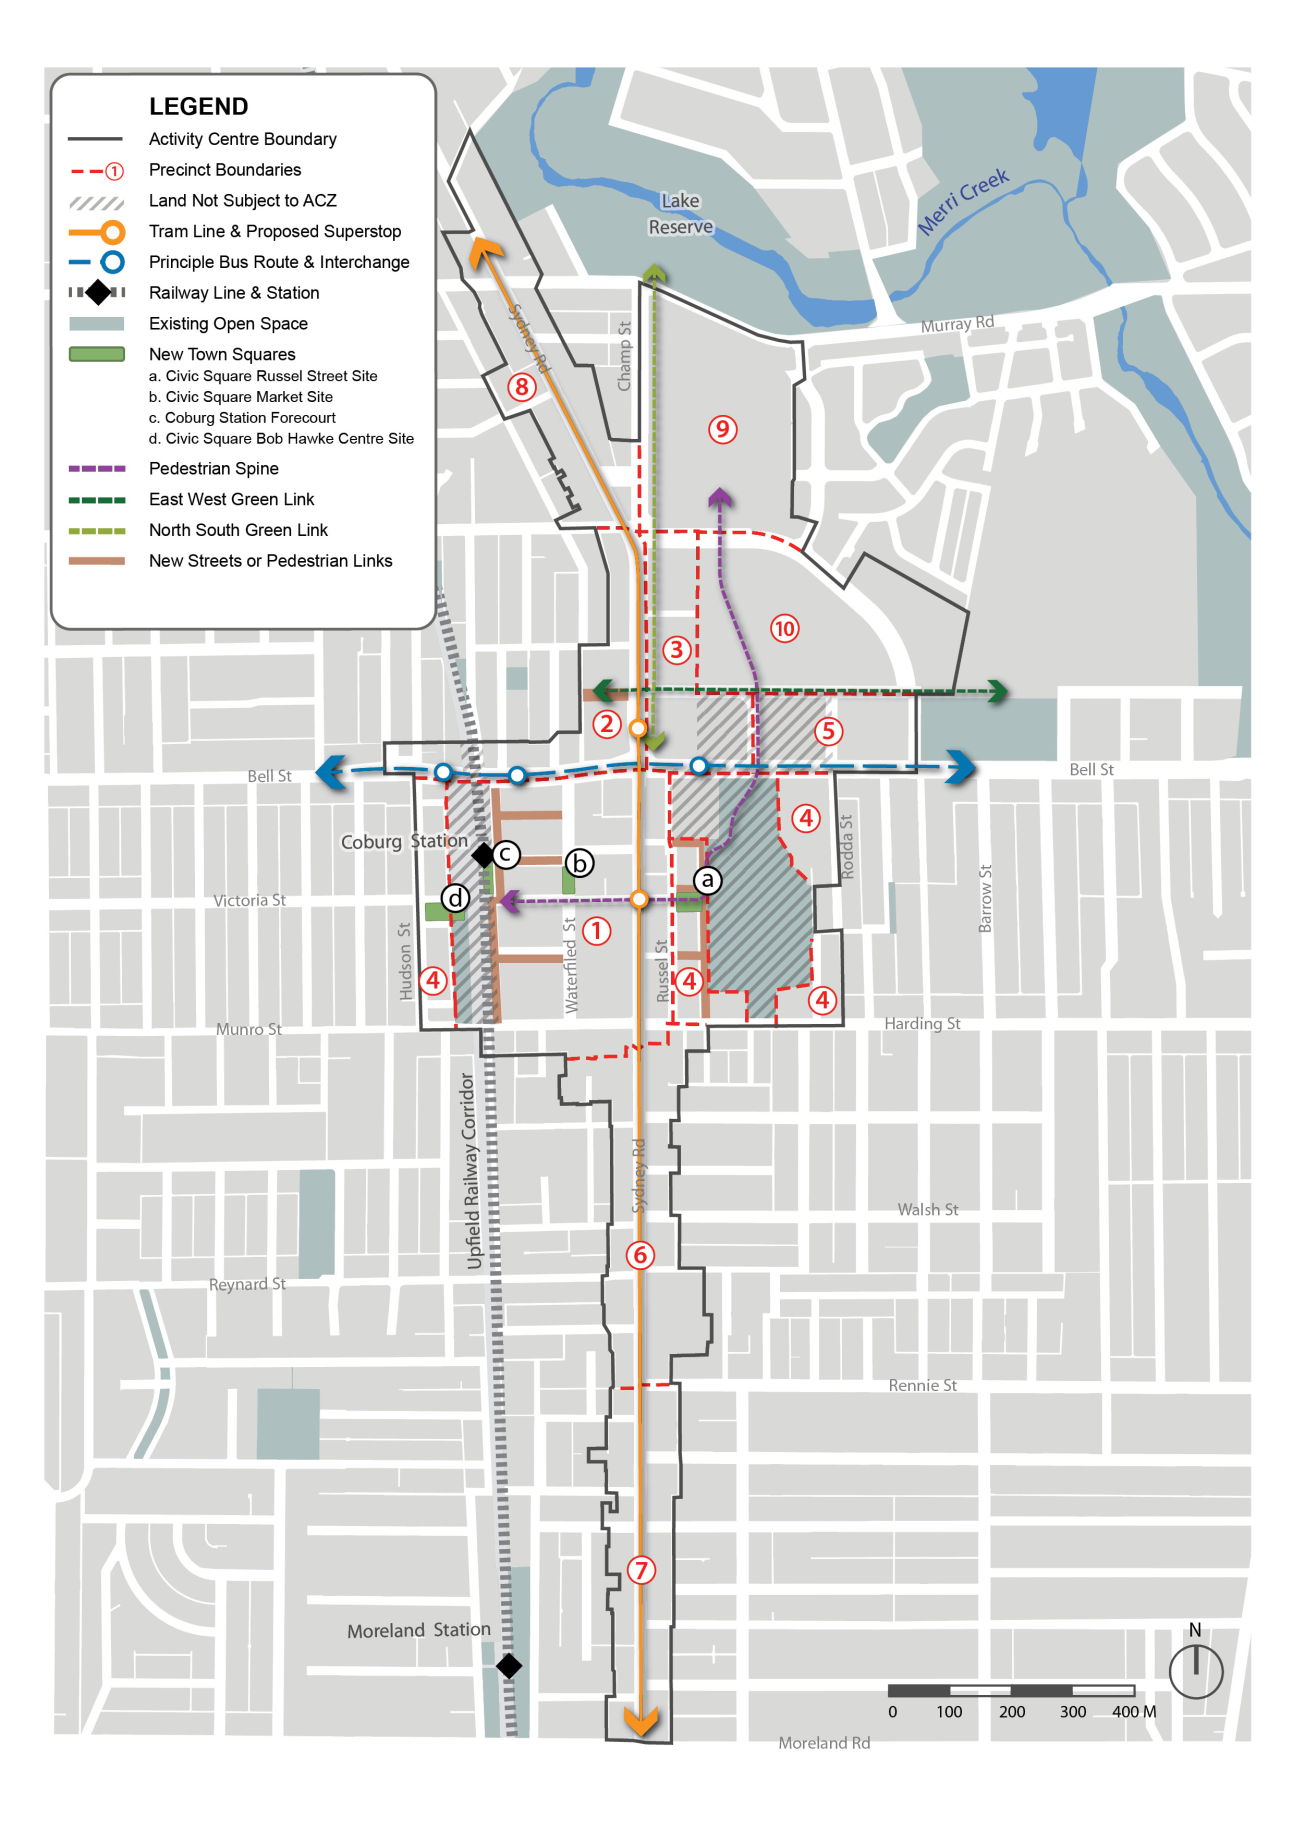 LEGEND
Activity Centre Boundary
1
Precinct Boundaries
Land Not Subject to ACZ
Tram Line & Proposed Superstop
Principle Bus Route & Interchange
Railway Line & Station
Existing Open Space
New Town Squares
a. Civic Square Russel Street Site
b. Civic Square Market Site
c. Coburg Station Forecourt
d. Civic Square Bob Hawke Centre Site
Pedestrian Spine
East West Green Link
North South Green Link
New Streets or Pedestrian Links
Lake
Reserve
Merri Creek
Murray Rd
Champ St
Sydney Rd
8
9
10
3
2
5
Bell St
Bell St
4
Coburg Station
c
b
Rodda St
a
d
Victoria St
Barrow St
1
Hudson St
Waterfiled St
Russel St
4
4
4
Munro St
Harding St
Upfield Railway Corridor
Sydney Rd
Walsh St
6
Reynard St
Rennie St
7
Moreland Station
N
0 100 200 300 400 M
Moreland Rd